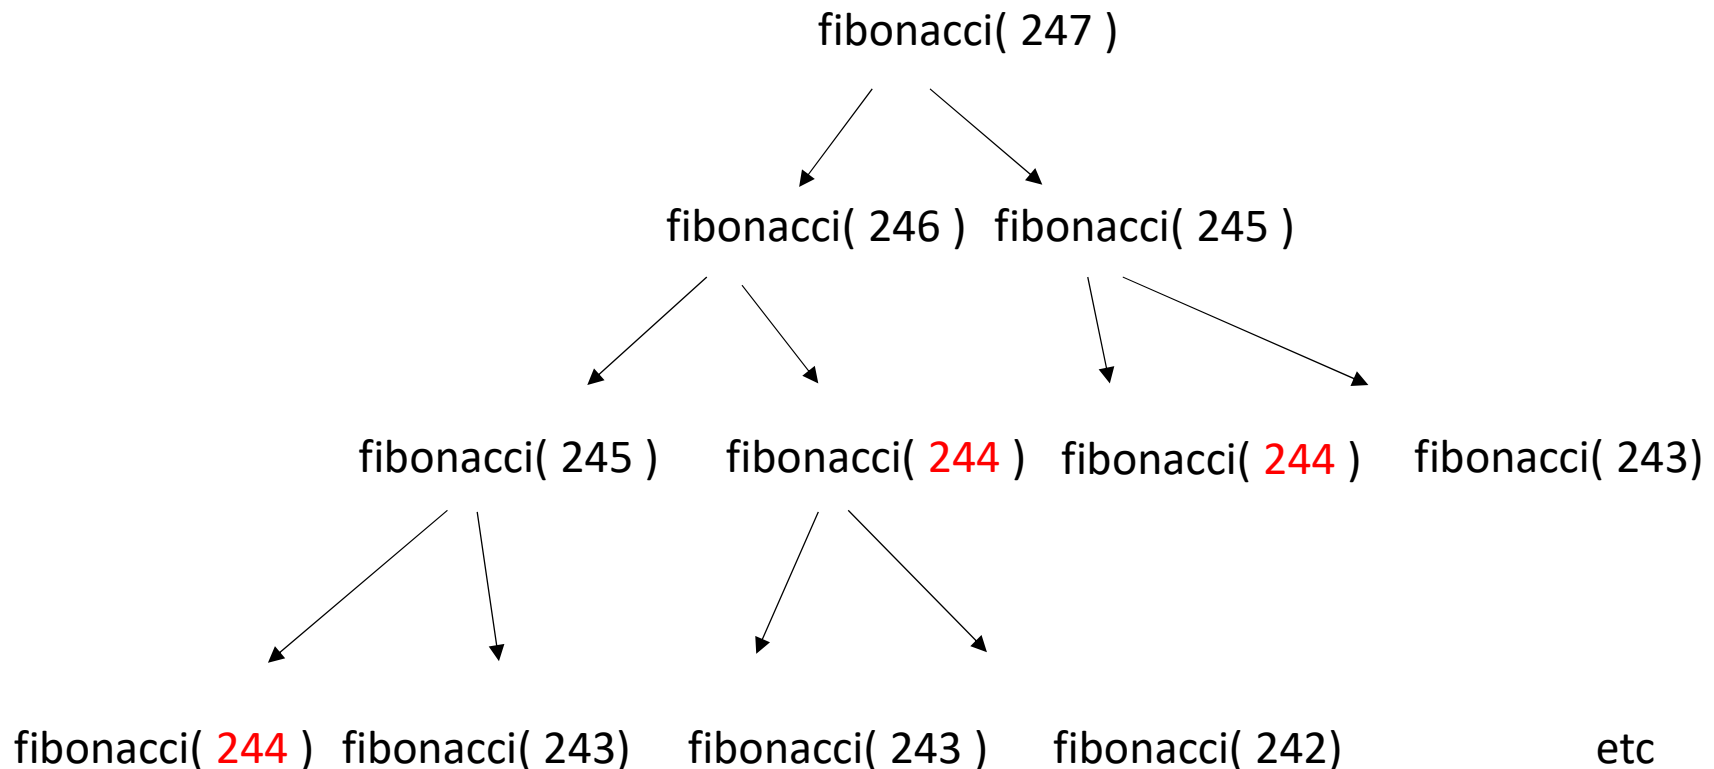 fibonacci( 247 )
fibonacci( 246 ) fibonacci( 245 )
fibonacci( 245 ) fibonacci( 244 ) fibonacci( 244 ) fibonacci( 243)
fibonacci( 244 ) fibonacci( 243) fibonacci( 243 ) fibonacci( 242) etc